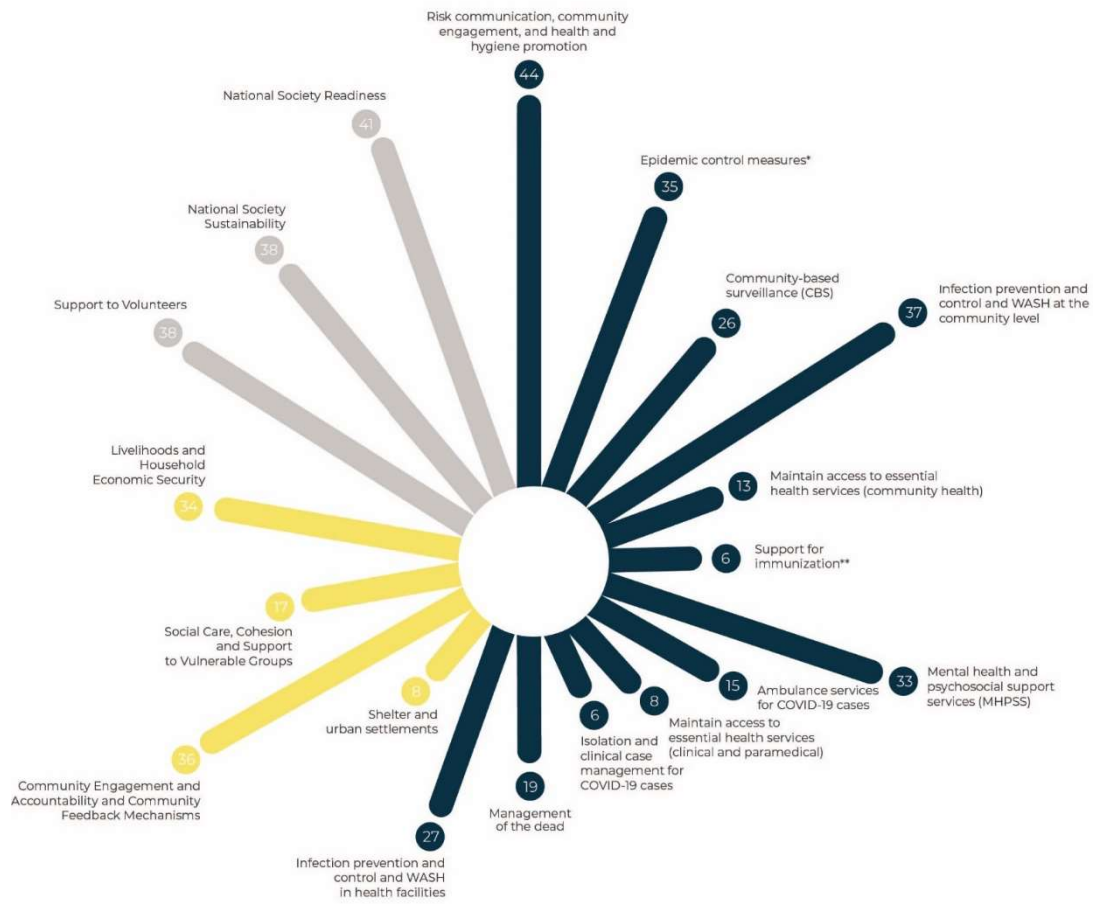 Risk communication, community
engagement, and health and
hygiene promotion
44
Epidemic control measures*
35
Community-based
surveillance (CBS)
26
Infection prevention and
control and WASH at the
community level
37
Maintain access to essential
health services (community health)
13
Support for
immunization**
6
Mental health and
psychosocial support
services (MHPSS)
33
Ambulance services
for COVID-19 cases
15
Maintain access to
essential health services
(clinical and paramedical)
8
Isolation and
clinical case
management for
COVID-19 cases
6
Management
of the dead
19
Infection prevention and
control and WASH
in health facilities
27
Shelter and
urban settlements
8
Community Engagement and
Accountability and Community
Feedback Mechanisms
36
Social Care, Cohesion
and Support
to Vulnerable Groups
17
Livelihoods and
Household
Economic Security
34
Support to Volunteers
38
National Society
Sustainability
38
National Society Readiness
41